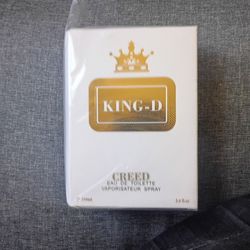 KING-D
CREED
EAU DE TOILETTE
VAPORISATEUR SPRAY